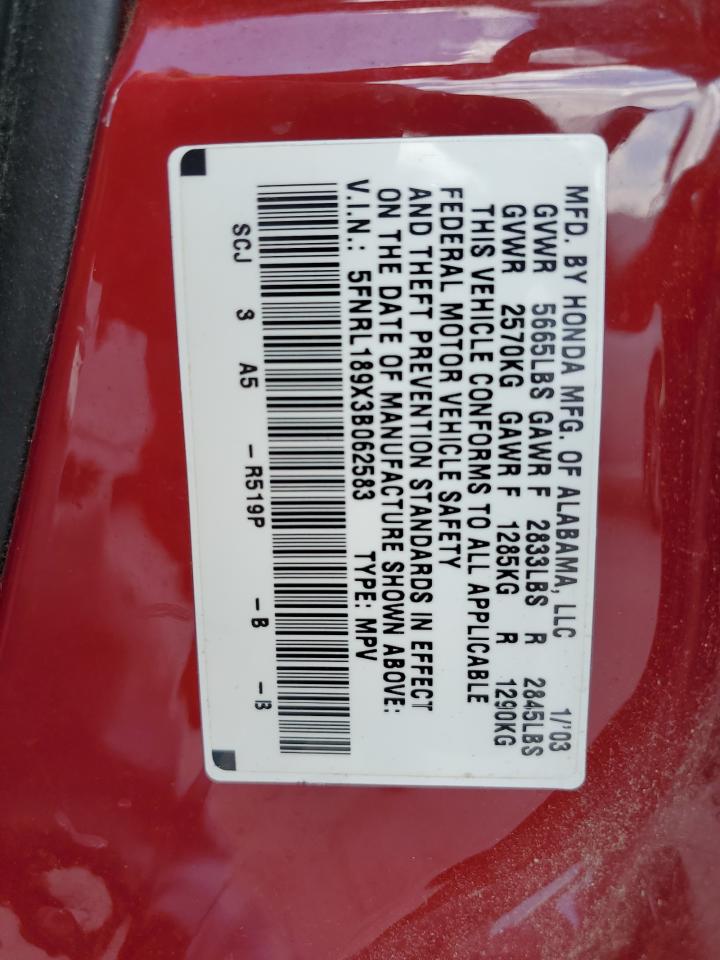 MFD. BY HONDA MFG. OF ALABAMA, LLC 1/'03
GVWR 5665LBS GAWR F 2833LBS R 2845LBS
GVWR 2570KG GAWR F 1285KG R 1290KG
THIS VEHICLE CONFORMS TO ALL APPLICABLE
FEDERAL MOTOR VEHICLE SAFETY
AND THEFT PREVENTION STANDARDS IN EFFECT
ON THE DATE OF MANUFACTURE SHOWN ABOVE:
V.I.N.: 5FNRL189X3B062583 TYPE: MPV
SCJ 3 A5 - R519P - B - B